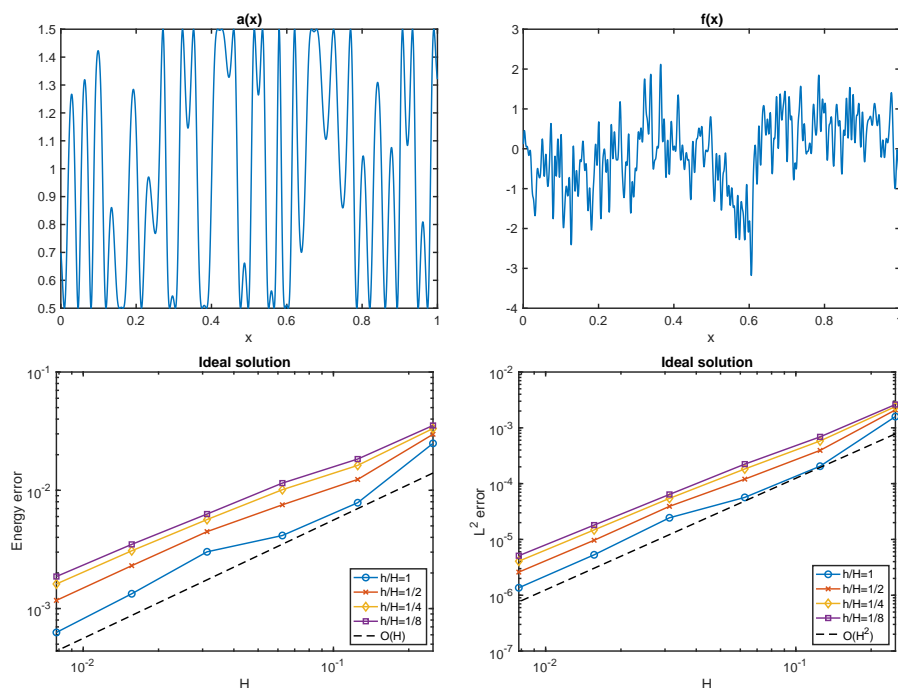 a(x)
1.5
1.4
1.3
1.2
1.1
1
0.9
0.8
0.7
0.6
0.5
0 0.2 0.4 0.6 0.8 1
x
f(x)
3
2
1
0
-1
-2
-3
-4
0 0.2 0.4 0.6 0.8 1
x
Ideal solution
Energy error
10^-1
10^-2
10^-3
10^-2 10^-1
H
h/H=1
h/H=1/2
h/H=1/4
h/H=1/8
O(H)
Ideal solution
L^2 error
10^-2
10^-3
10^-4
10^-5
10^-6
10^-7
10^-2 10^-1
H
h/H=1
h/H=1/2
h/H=1/4
h/H=1/8
O(H^2)